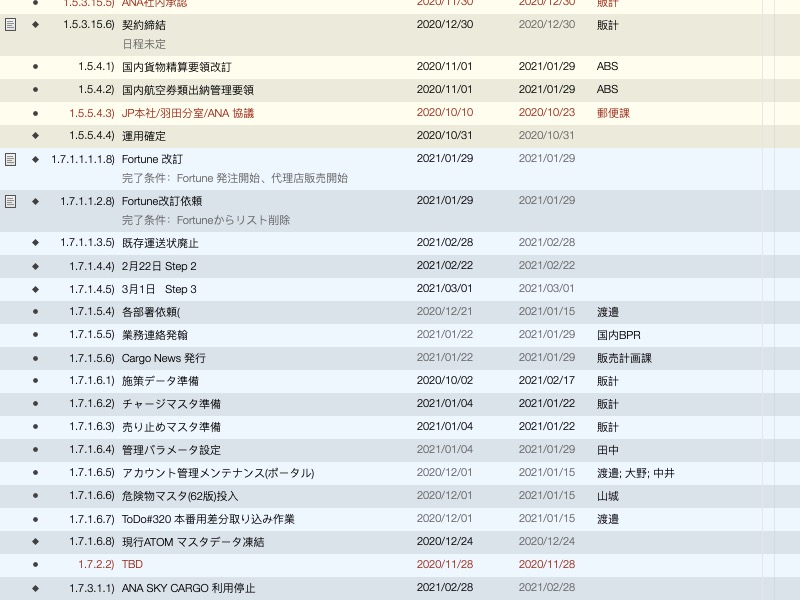 1.5.3.15.5) ANA社内承認 2020/11/30 2020/12/30 販計
1.5.3.15.6) 契約締結 2020/12/30 2020/12/30 販計
日程未定
1.5.4.1) 国内貨物精算要領改訂 2020/11/01 2021/01/29 ABS
1.5.4.2) 国内航空券類出納管理要領 2020/11/01 2021/01/29 ABS
1.5.5.4.3) JP本社/羽田分室/ANA 協議 2020/10/10 2020/10/23 郵便課
1.5.5.4.4) 運用確定 2020/10/31 2020/10/31
1.7.1.1.1.1.8) Fortune 改訂 2021/01/29 2021/01/29
完了条件：Fortune 発注開始、代理店販売開始
1.7.1.1.2.8) Fortune改訂依頼 2021/01/29 2021/01/29
完了条件：Fortuneからリスト削除
1.7.1.1.3.5) 既存運送状廃止 2021/02/28 2021/02/28
1.7.1.4.4) 2月22日 Step 2 2021/02/22 2021/02/22
1.7.1.4.5) 3月1日　Step 3 2021/03/01 2021/03/01
1.7.1.5.4) 各部署依頼( 2020/12/21 2021/01/15 渡邉
1.7.1.5.5) 業務連絡発翰 2021/01/22 2021/01/29 国内BPR
1.7.1.5.6) Cargo News 発行 2021/01/22 2021/01/29 販売計画課
1.7.1.6.1) 施策データ準備 2020/10/02 2021/02/17 販計
1.7.1.6.2) チャージマスタ準備 2021/01/04 2021/01/22 販計
1.7.1.6.3) 売り止めマスタ準備 2021/01/04 2021/01/22 販計
1.7.1.6.4) 管理パラメータ設定 2021/01/04 2021/01/29 田中
1.7.1.6.5) アカウント管理メンテナンス(ポータル) 2020/12/01 2021/01/15 渡邉; 大野; 中井
1.7.1.6.6) 危険物マスタ(62版)投入 2020/12/01 2021/01/15 山城
1.7.1.6.7) ToDo#320 本番用差分取り込み作業 2020/12/01 2021/01/15 渡邉
1.7.1.6.8) 現行ATOM マスタデータ凍結 2020/12/24 2020/12/24
1.7.2.2) TBD 2020/11/28 2020/11/28
1.7.3.1.1) ANA SKY CARGO 利用停止 2021/02/28 2021/02/28